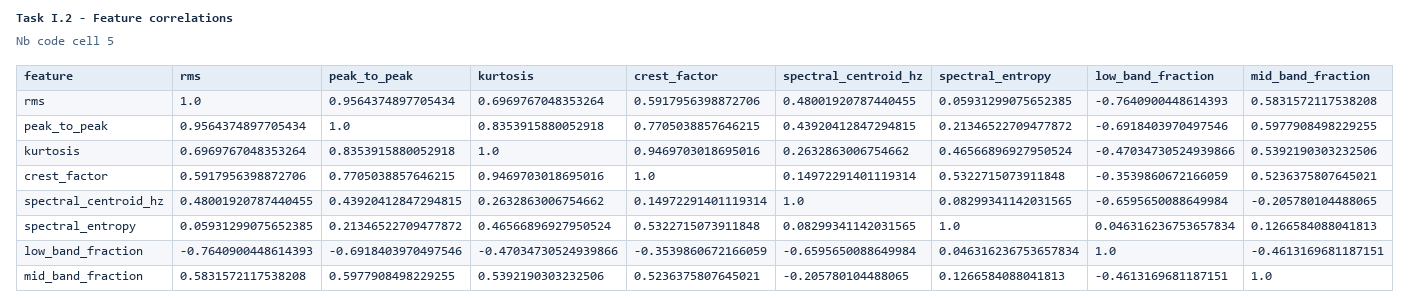 Task I.2 - Feature correlations
Nb code cell 5
feature rms peak_to_peak kurtosis crest_factor spectral_centroid_hz spectral_entropy low_band_fraction mid_band_fraction
rms 1.0 0.9564374897705434 0.6969767048353264 0.5917956398872706 0.48001920787440455 0.05931299075652385 -0.7640900448614393 0.5831572117538208
peak_to_peak 0.9564374897705434 1.0 0.8353915880052918 0.7705038857646215 0.43920412847294815 0.21346522709477872 -0.6918403970497546 0.5977908498229255
kurtosis 0.6969767048353264 0.8353915880052918 1.0 0.9469703018695016 0.2632863006754662 0.46566896927950524 -0.47034730524939866 0.5392190303232506
crest_factor 0.5917956398872706 0.7705038857646215 0.9469703018695016 1.0 0.14972291401119314 0.5322715073911848 -0.3539860672166059 0.5236375807645021
spectral_centroid_hz 0.48001920787440455 0.43920412847294815 0.2632863006754662 0.14972291401119314 1.0 0.08299341142031565 -0.6595650088649984 -0.205780104488065
spectral_entropy 0.05931299075652385 0.21346522709477872 0.46566896927950524 0.5322715073911848 0.08299341142031565 1.0 0.046316236753657834 0.1266584088041813
low_band_fraction -0.7640900448614393 -0.6918403970497546 -0.47034730524939866 -0.3539860672166059 -0.6595650088649984 0.046316236753657834 1.0 -0.4613169681187151
mid_band_fraction 0.5831572117538208 0.5977908498229255 0.5392190303232506 0.5236375807645021 -0.205780104488065 0.1266584088041813 -0.4613169681187151 1.0